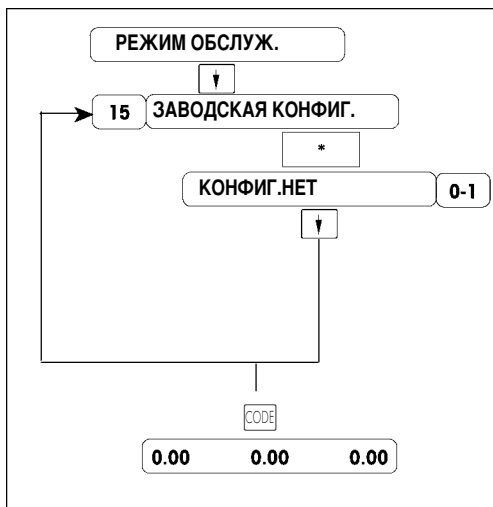 РЕЖИМ ОБСЛУЖ.
15 ЗАВОДСКАЯ КОНФИГ.
*
КОНФИГ.НЕТ 0-1
CODE
0.00 0.00 0.00